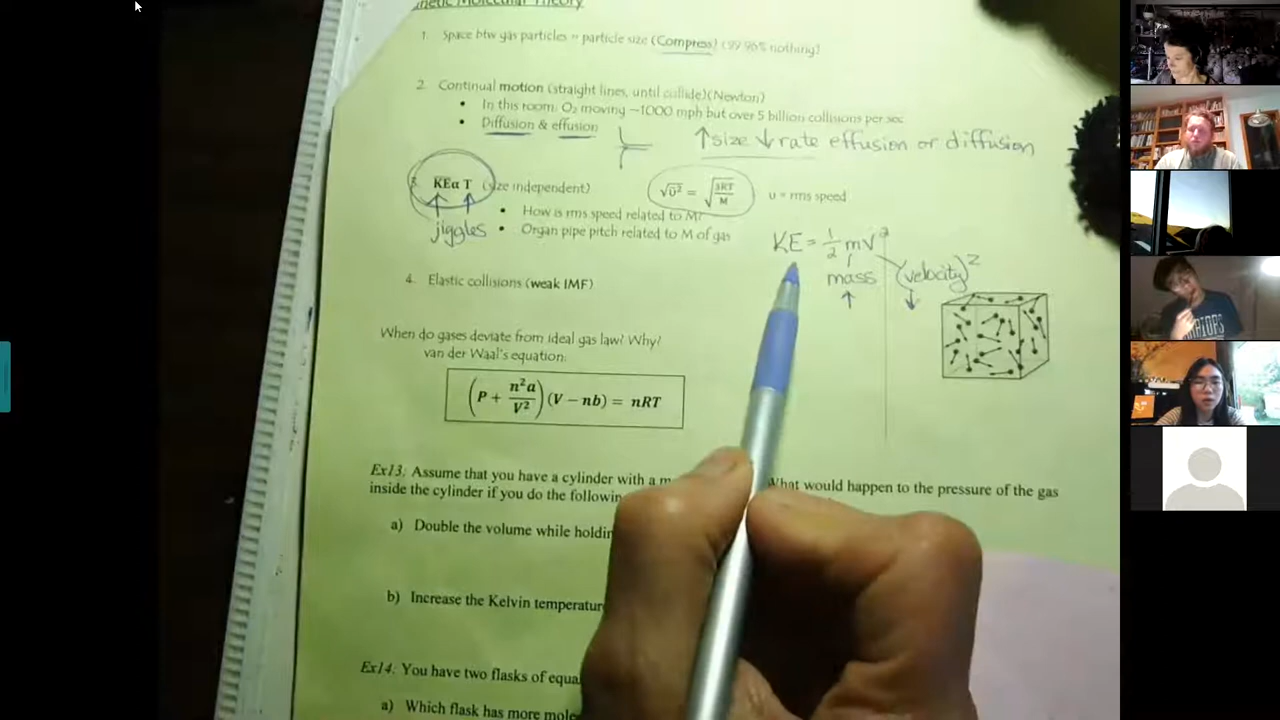 netic Molecular Theory
1. Space btw gas particles = particle size (Compress) (99.96% nothing)
2. Continual motion (straight lines, until collide)(Newton)
• In this room, O₂ moving ~1000 mph but over 5 billion collisions per sec
• Diffusion & effusion
↑size ↓rate effusion or diffusion
3. KEα T (size independent)
√ū² = √3RT/M
u = rms speed
jiggles
• How is rms speed related to M?
• Organ pipe pitch related to M of gas
KE = 1/2 mv²
mass (velocity)²
↑ ↓
4. Elastic collisions (weak IMF)
When do gases deviate from ideal gas law? Why?
van der Waal's equation:
(P + n²a/V²)(V − nb) = nRT
Ex13: Assume that you have a cylinder with a m What would happen to the pressure of the gas
inside the cylinder if you do the followin
a) Double the volume while holdin
b) Increase the Kelvin temperatur
Ex14: You have two flasks of equa
a) Which flask has more mole